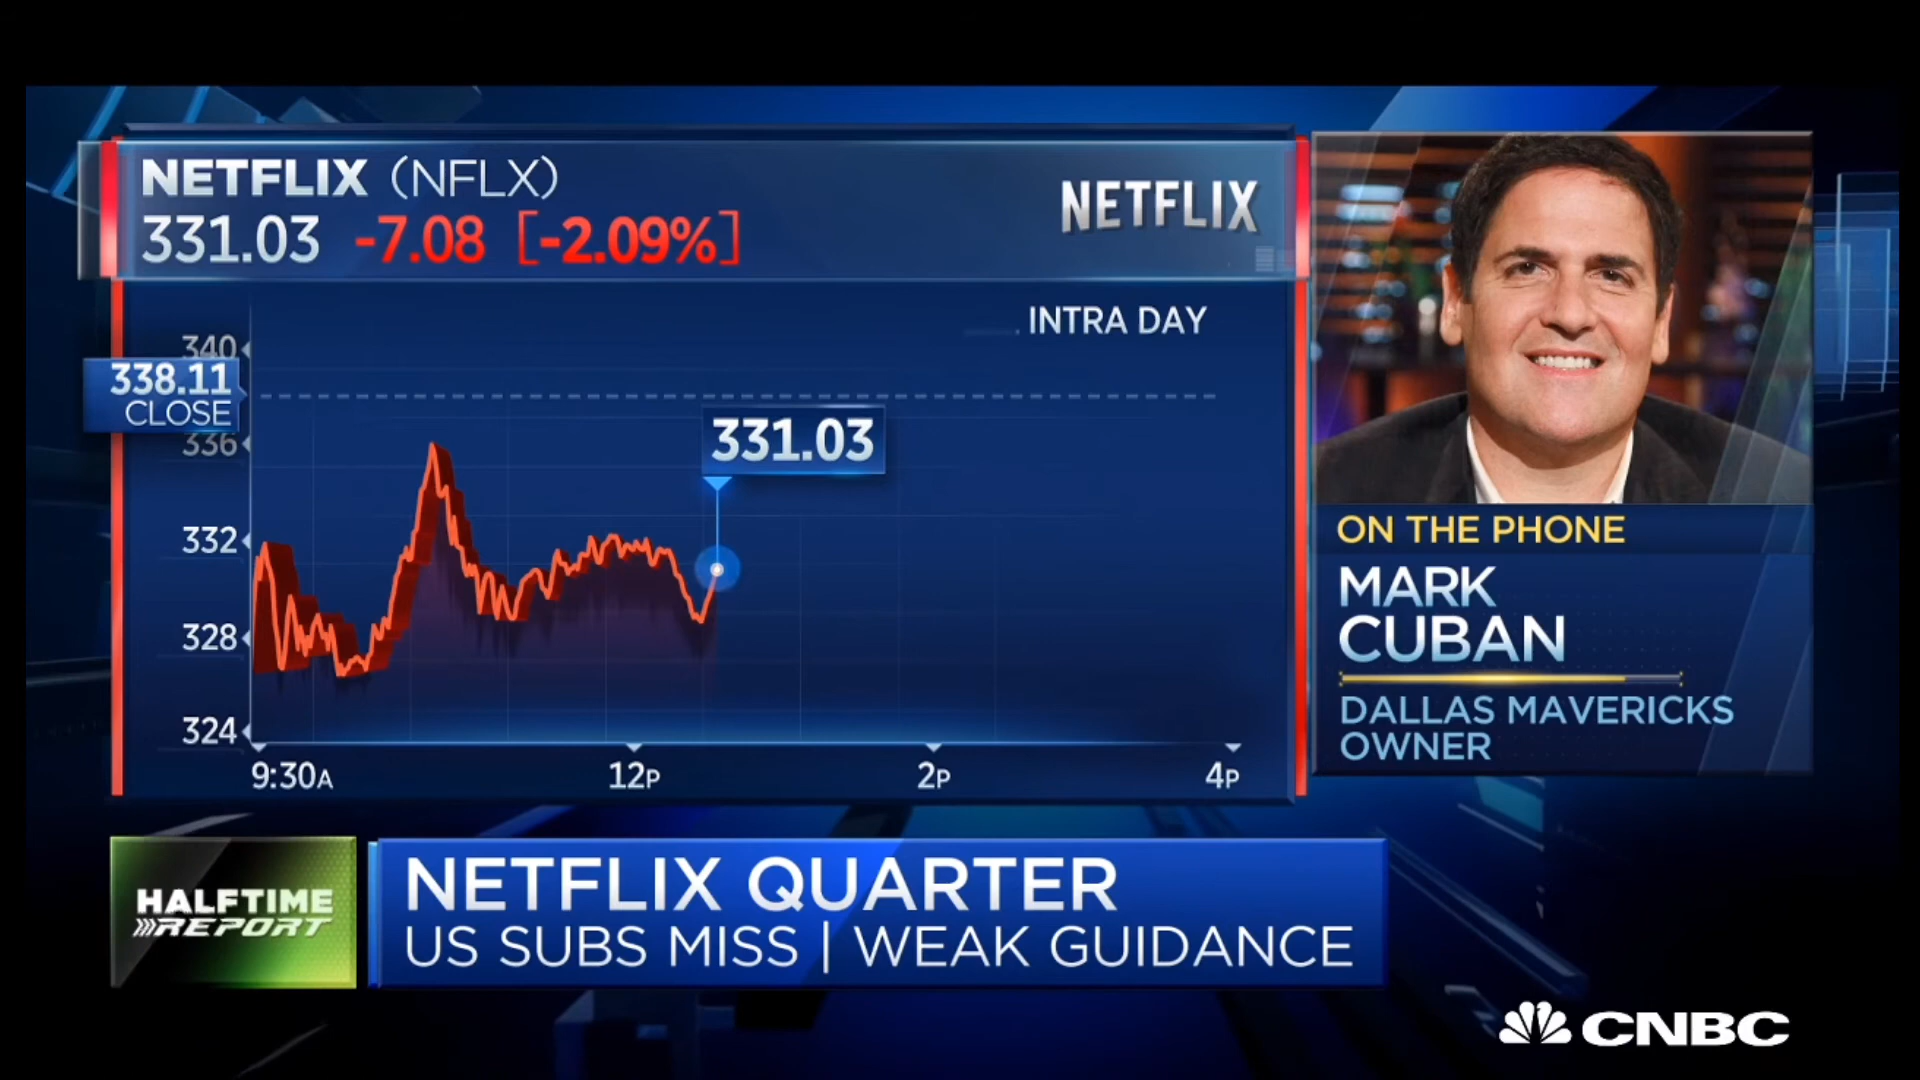 NETFLIX (NFLX)
331.03 -7.08 [-2.09%]
NETFLIX
INTRA DAY
340
338.11
CLOSE
336
331.03
332
328
324
9:30A 12P 2P 4P
ON THE PHONE
MARK
CUBAN
DALLAS MAVERICKS
OWNER
HALFTIME
REPORT
NETFLIX QUARTER
US SUBS MISS | WEAK GUIDANCE
CNBC